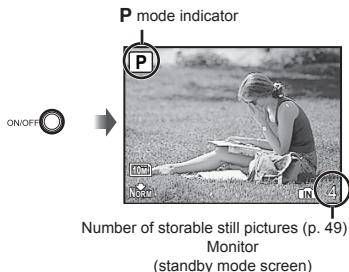 P mode indicator
P
ON/OFF
10M
NORM
IN 4
Number of storable still pictures (p. 49)
Monitor
(standby mode screen)